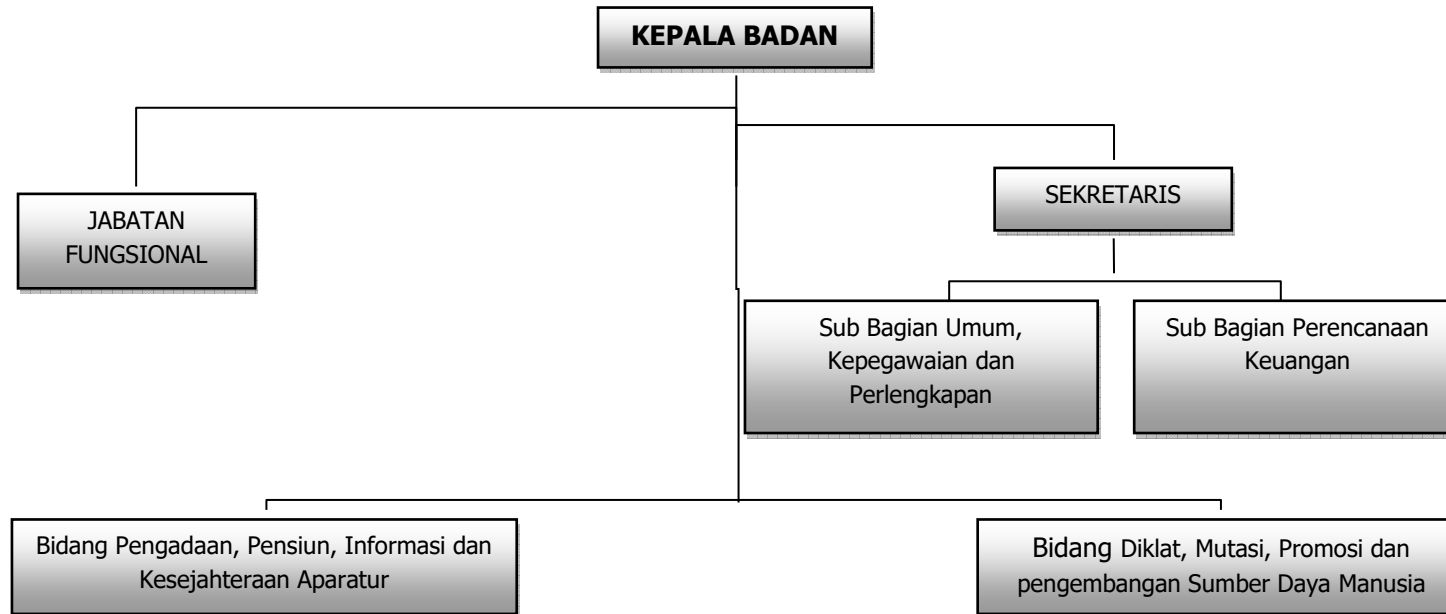 KEPALA BADAN
JABATAN
FUNGSIONAL
SEKRETARIS
Sub Bagian Umum,
Kepegawaian dan
Perlengkapan
Sub Bagian Perencanaan
Keuangan
Bidang Pengadaan, Pensiun, Informasi dan
Kesejahteraan Aparatur
Bidang Diklat, Mutasi, Promosi dan
pengembangan Sumber Daya Manusia